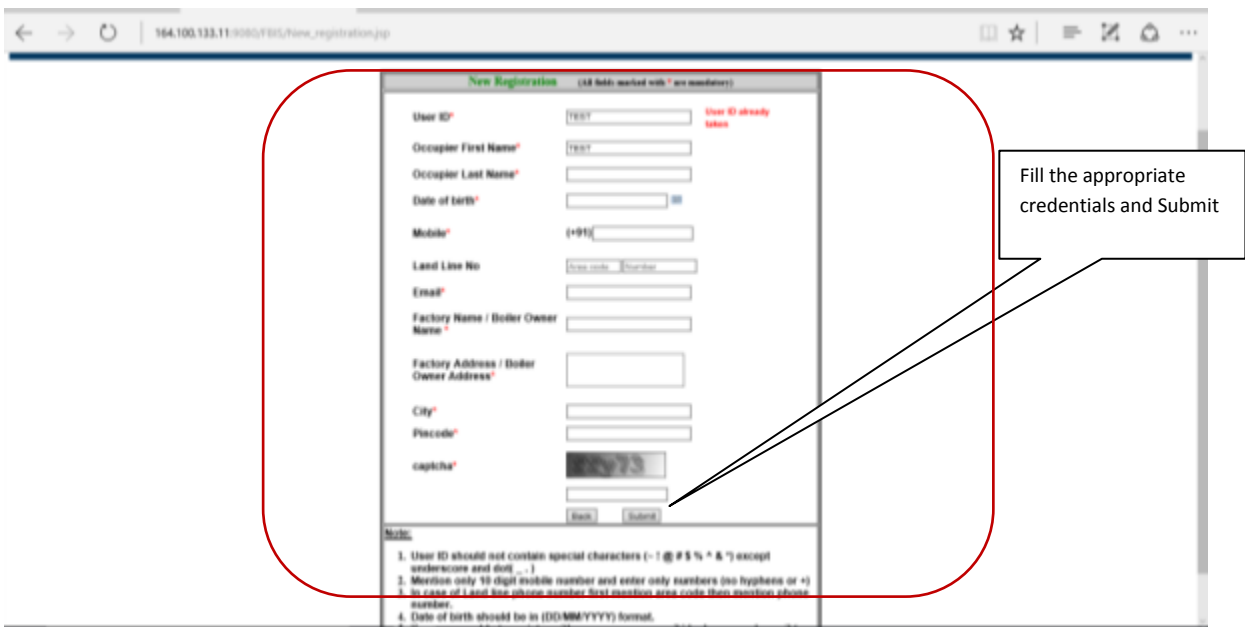 164.100.133.11:8080/FBIS/New_registration.jsp
New Registration (All fields marked with * are mandatory)
User ID* TEST User ID already
taken
Occupier First Name* TEST
Occupier Last Name*
Date of birth*
Mobile* (+91)
Land Line No Area code Number
Email*
Factory Name / Boiler Owner
Name *
Factory Address / Boiler
Owner Address*
City*
Pincode*
captcha*
Back Submit
Note:
1. User ID should not contain special characters (~ ! @ # $ % ^ & *) except
underscore and dot( _ . )
2. Mention only 10 digit mobile number and enter only numbers (no hyphens or +)
3. In case of Land line phone number first mention area code then mention phone
number.
4. Date of birth should be in (DD/MM/YYYY) format.
Fill the appropriate
credentials and Submit